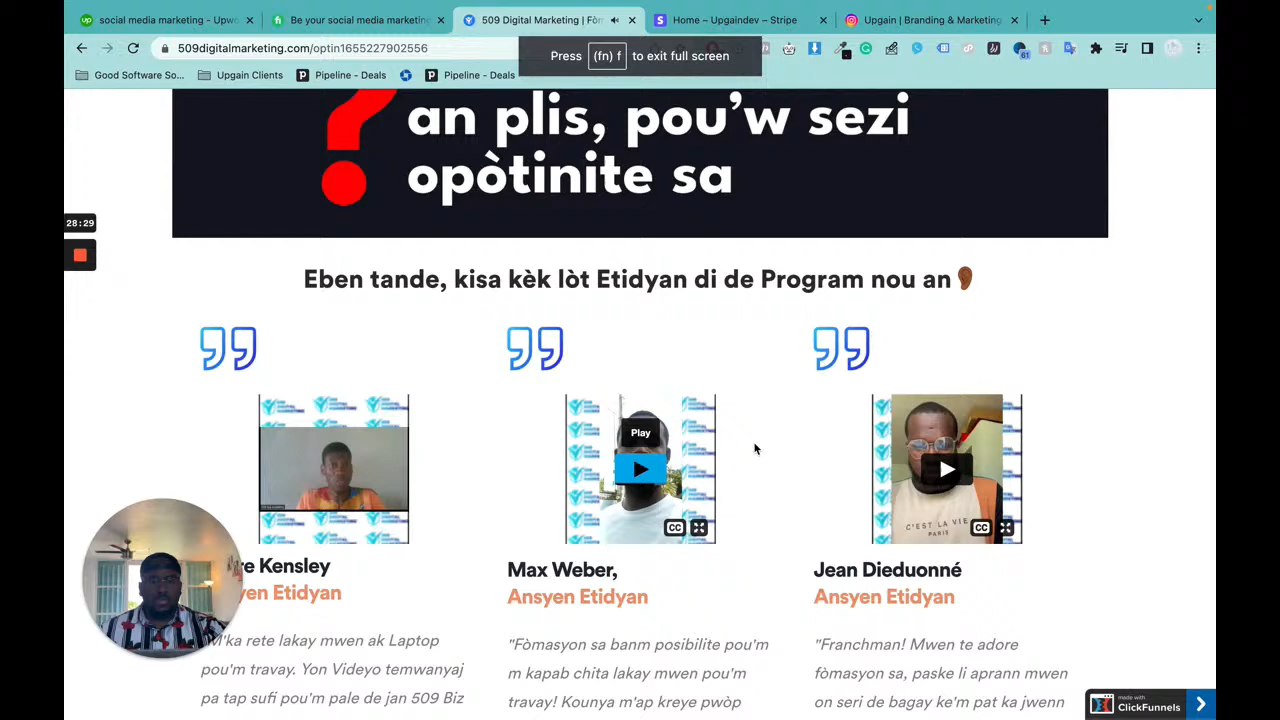 social media marketing - Upwo
Be your social media marketing
509 Digital Marketing | Fòr
Home – Upgaindev – Stripe
Upgain | Branding & Marketing
509digitalmarketing.com/optin1655227902556
Press (fn) f to exit full screen
61
Good Software So...
Upgain Clients
Pipeline - Deals
Pipeline - Deals
an plis, pou’w sezi
? opòtinite sa
28:29
Eben tande, kisa kèk lòt Etidyan di de Program nou an
Play
CC
C'EST LA VIE
PARIS
CC
re Kensley
yen Etidyan
Max Weber,
Ansyen Etidyan
Jean Dieduonné
Ansyen Etidyan
M'ka rete lakay mwen ak Laptop
pou'm travay. Yon Videyo temwanyaj
pa tap sufi pou'm pale de jan 509 Biz
"Fòmasyon sa banm posibilite pou'm
m kapab chita lakay mwen pou'm
travay! Kounya m'ap kreye pwòp
"Franchman! Mwen te adore
fòmasyon sa, paske li aprann mwen
on seri de bagay ke'm pat ka jwenn
made with
ClickFunnels